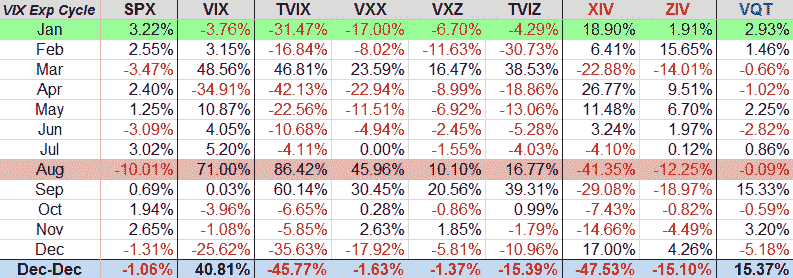 VIX Exp Cycle SPX VIX TVIX VXX VXZ TVIZ XIV ZIV VQT
Jan 3.22% -3.76% -31.47% -17.00% -6.70% -4.29% 18.90% 1.91% 2.93%
Feb 2.55% 3.15% -16.84% -8.02% -11.63% -30.73% 6.41% 15.65% 1.46%
Mar -3.47% 48.56% 46.81% 23.59% 16.47% 38.53% -22.88% -14.01% -0.66%
Apr 2.40% -34.91% -42.13% -22.94% -8.99% -18.86% 26.77% 9.51% -1.02%
May 1.25% 10.87% -22.56% -11.51% -6.92% -13.06% 11.48% 6.70% 2.25%
Jun -3.09% 4.05% -10.68% -4.94% -2.45% -5.28% 3.24% 1.97% -2.82%
Jul 3.02% 5.20% -4.11% 0.00% -1.55% -4.03% -4.10% 0.12% 0.86%
Aug -10.01% 71.00% 86.42% 45.96% 10.10% 16.77% -41.35% -12.25% -0.09%
Sep 0.69% 0.03% 60.14% 30.45% 20.56% 39.31% -29.08% -18.97% 15.33%
Oct 1.94% -3.96% -6.65% 0.28% -0.86% 0.99% -7.43% -0.82% -0.59%
Nov 2.65% -1.08% -5.85% 2.63% 1.85% -1.79% -14.66% -4.49% 3.20%
Dec -1.31% -25.62% -35.63% -17.92% -5.81% -10.96% 17.00% 4.26% -5.18%
Dec-Dec -1.06% 40.81% -45.77% -1.63% -1.37% -15.39% -47.53% -15.10% 15.37%